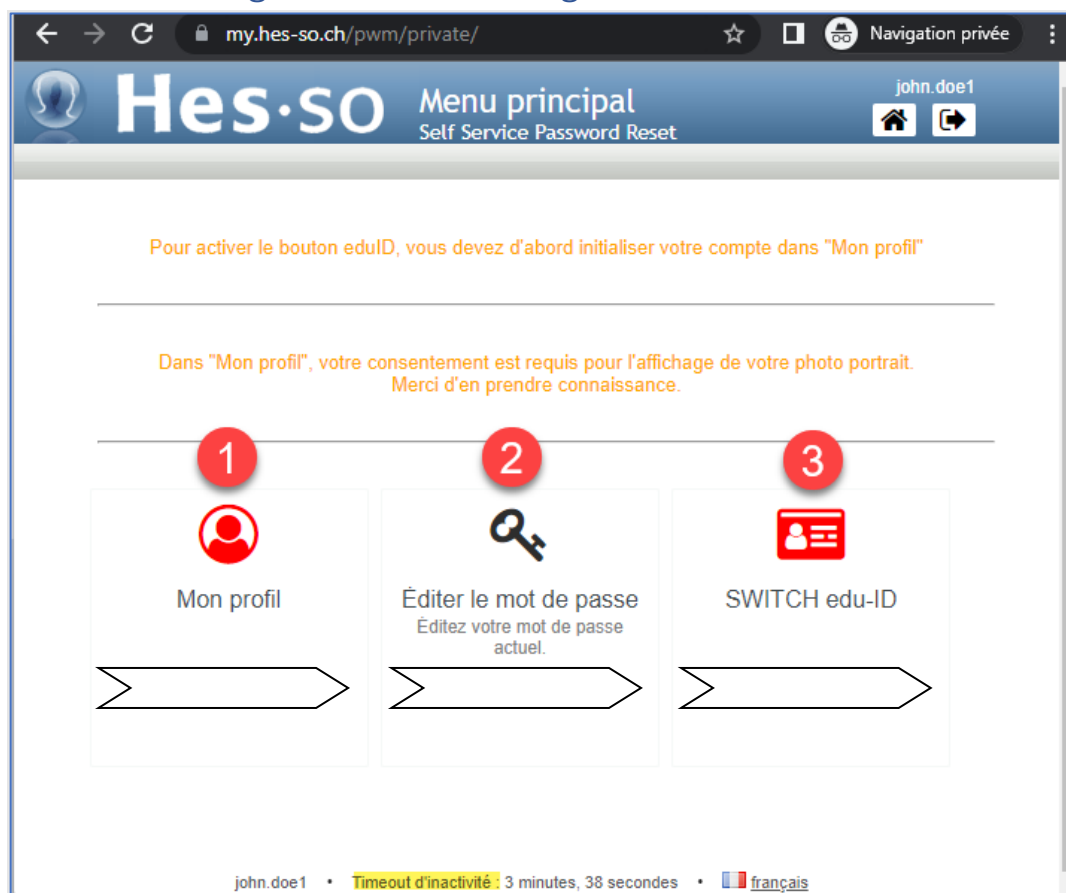 my.hes-so.ch/pwm/private/ Navigation privée
Hes·so Menu principal
Self Service Password Reset
john.doe1
Pour activer le bouton eduID, vous devez d'abord initialiser votre compte dans "Mon profil"
Dans "Mon profil", votre consentement est requis pour l'affichage de votre photo portrait.
Merci d'en prendre connaissance.
1 2 3
Mon profil Éditer le mot de passe SWITCH edu-ID
Éditez votre mot de passe
actuel.
john.doe1 • Timeout d'inactivité : 3 minutes, 38 secondes • français